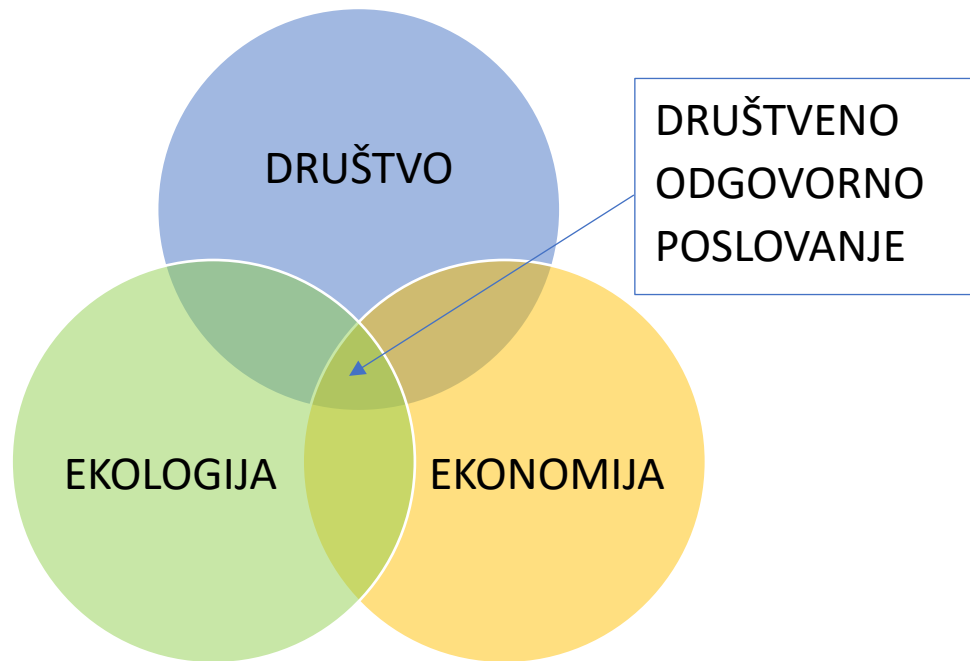 DRUŠTVO
DRUŠTVENO
ODGOVORNO
POSLOVANJE
EKOLOGIJA
EKONOMIJA